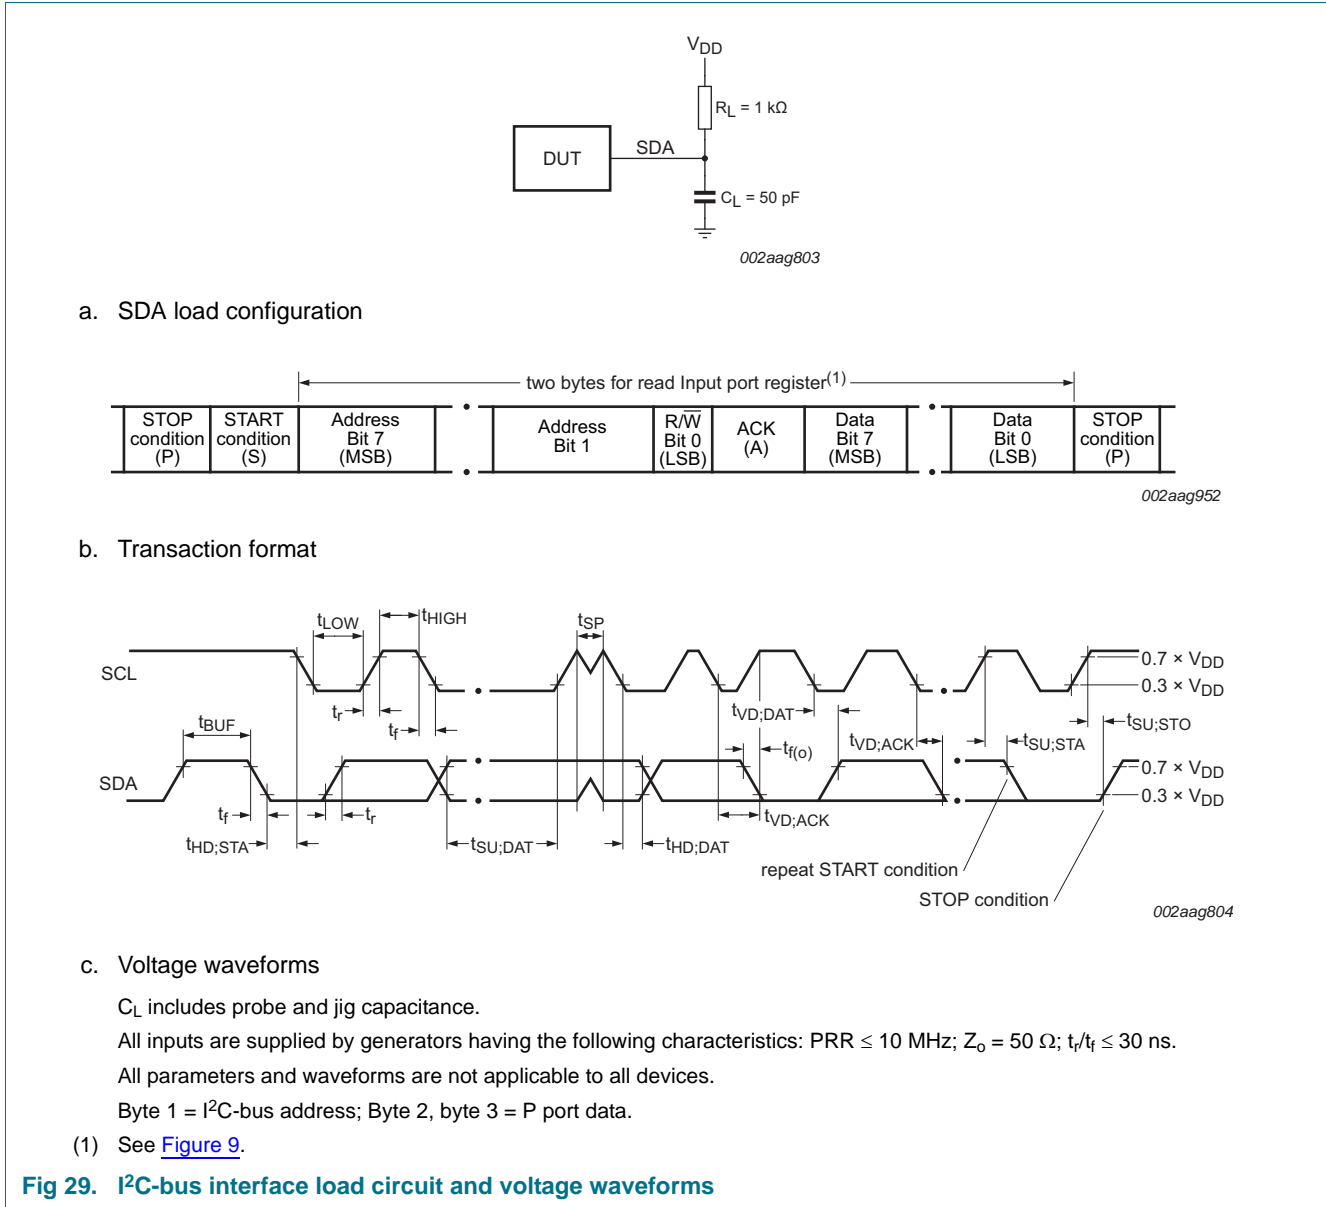 VDD
RL = 1 kΩ
DUT
SDA
CL = 50 pF
002aag803
a. SDA load configuration
two bytes for read Input port register(1)
STOP condition (P)
START condition (S)
Address Bit 7 (MSB)
Address Bit 1
R/W̅ Bit 0 (LSB)
ACK (A)
Data Bit 7 (MSB)
Data Bit 0 (LSB)
STOP condition (P)
002aag952
b. Transaction format
tLOW
tHIGH
tSP
SCL
0.7 × VDD
0.3 × VDD
tr
tf
tVD;DAT
tSU;STO
tBUF
tf(o)
tVD;ACK
tSU;STA
SDA
0.7 × VDD
0.3 × VDD
tf
tr
tVD;ACK
tHD;STA
tSU;DAT
tHD;DAT
repeat START condition
STOP condition
002aag804
c. Voltage waveforms
CL includes probe and jig capacitance.
All inputs are supplied by generators having the following characteristics: PRR ≤ 10 MHz; Zo = 50 Ω; tr/tf ≤ 30 ns.
All parameters and waveforms are not applicable to all devices.
Byte 1 = I2C-bus address; Byte 2, byte 3 = P port data.
(1) See Figure 9.
Fig 29. I2C-bus interface load circuit and voltage waveforms